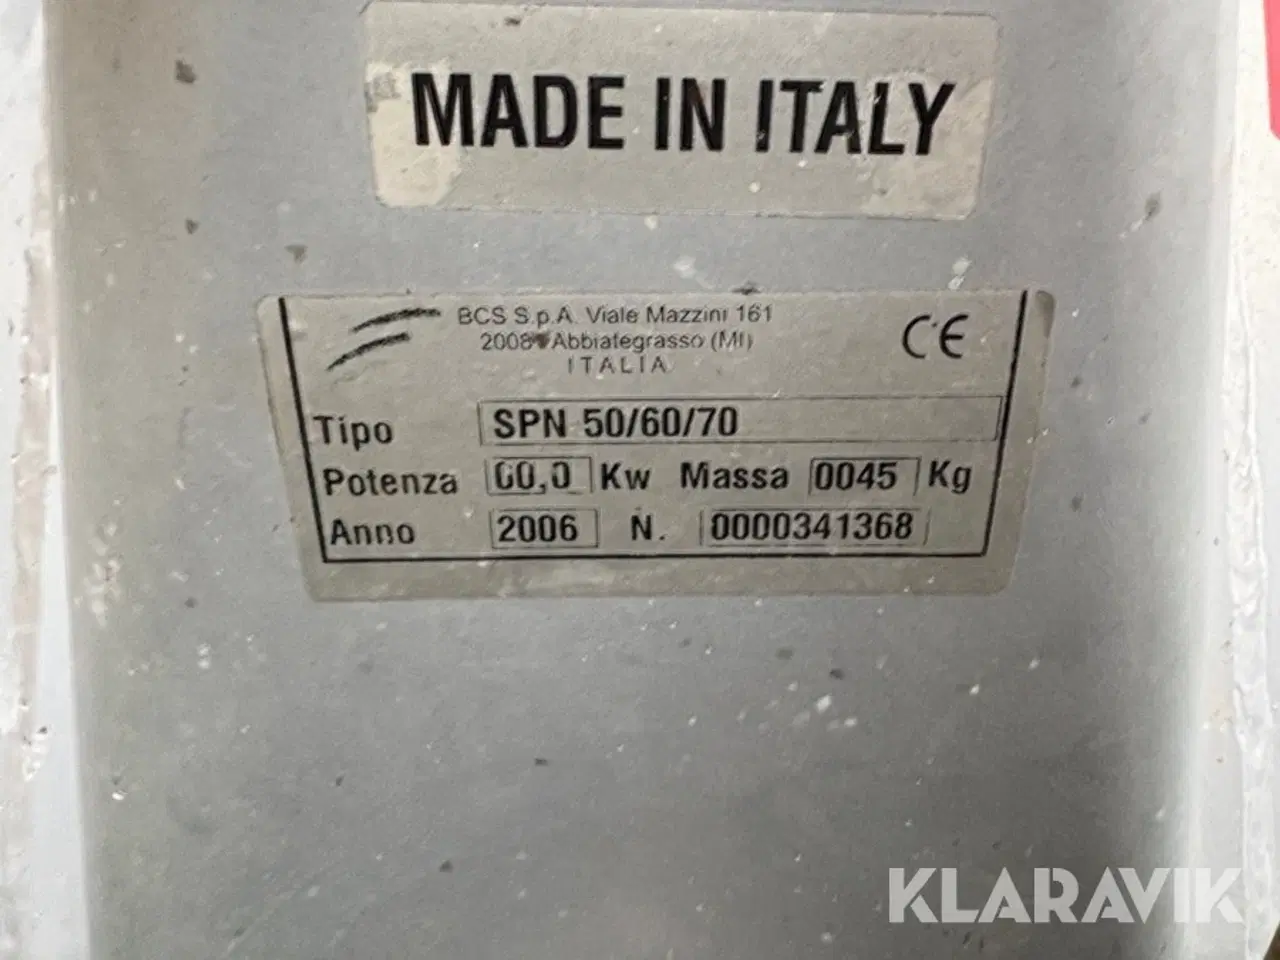 MADE IN ITALY
BCS S.p.A. Viale Mazzini 161
Abbiategrasso (MI)
ITALIA
CE
Tipo SPN 50/60/70
Potenza 00,0 Kw Massa 0045 Kg
Anno 2006 N. 0000341368
KLARAVIK